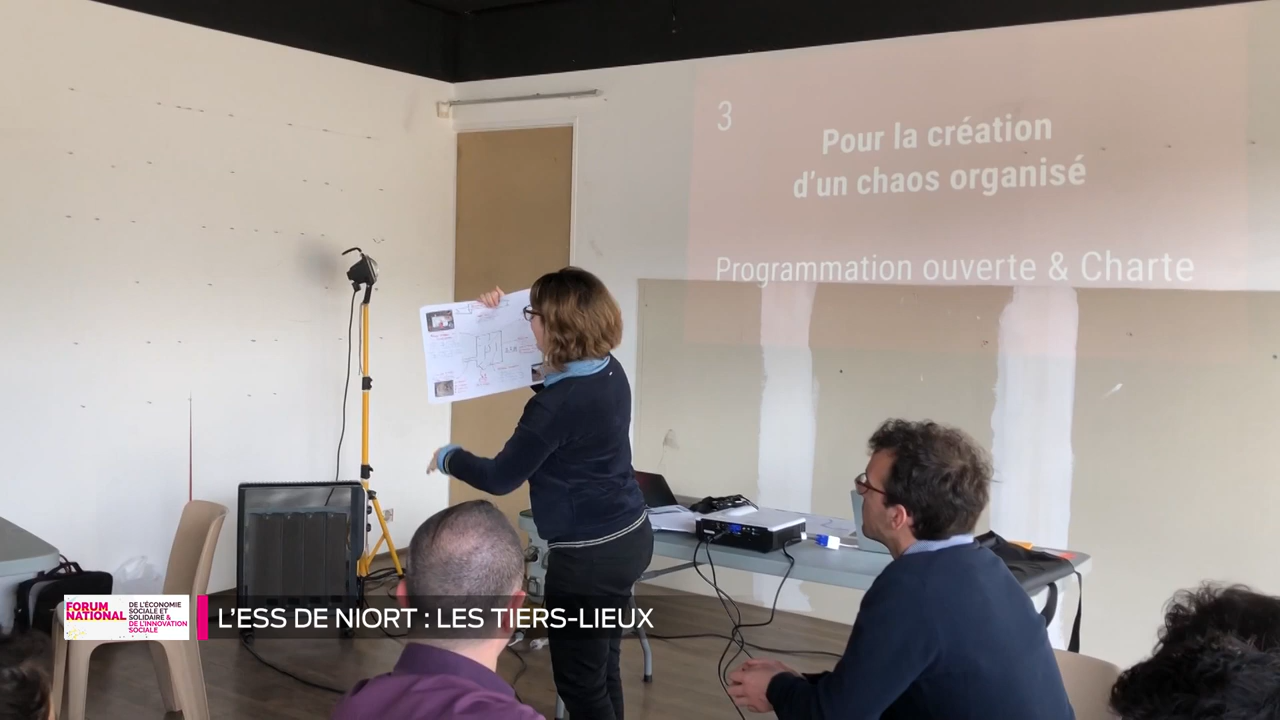 3
Pour la création
d'un chaos organisé
Programmation ouverte & Charte
FORUM
NATIONAL
DE L'ÉCONOMIE
SOCIALE ET
SOLIDAIRE &
DE L'INNOVATION
SOCIALE
L'ESS DE NIORT : LES TIERS-LIEUX